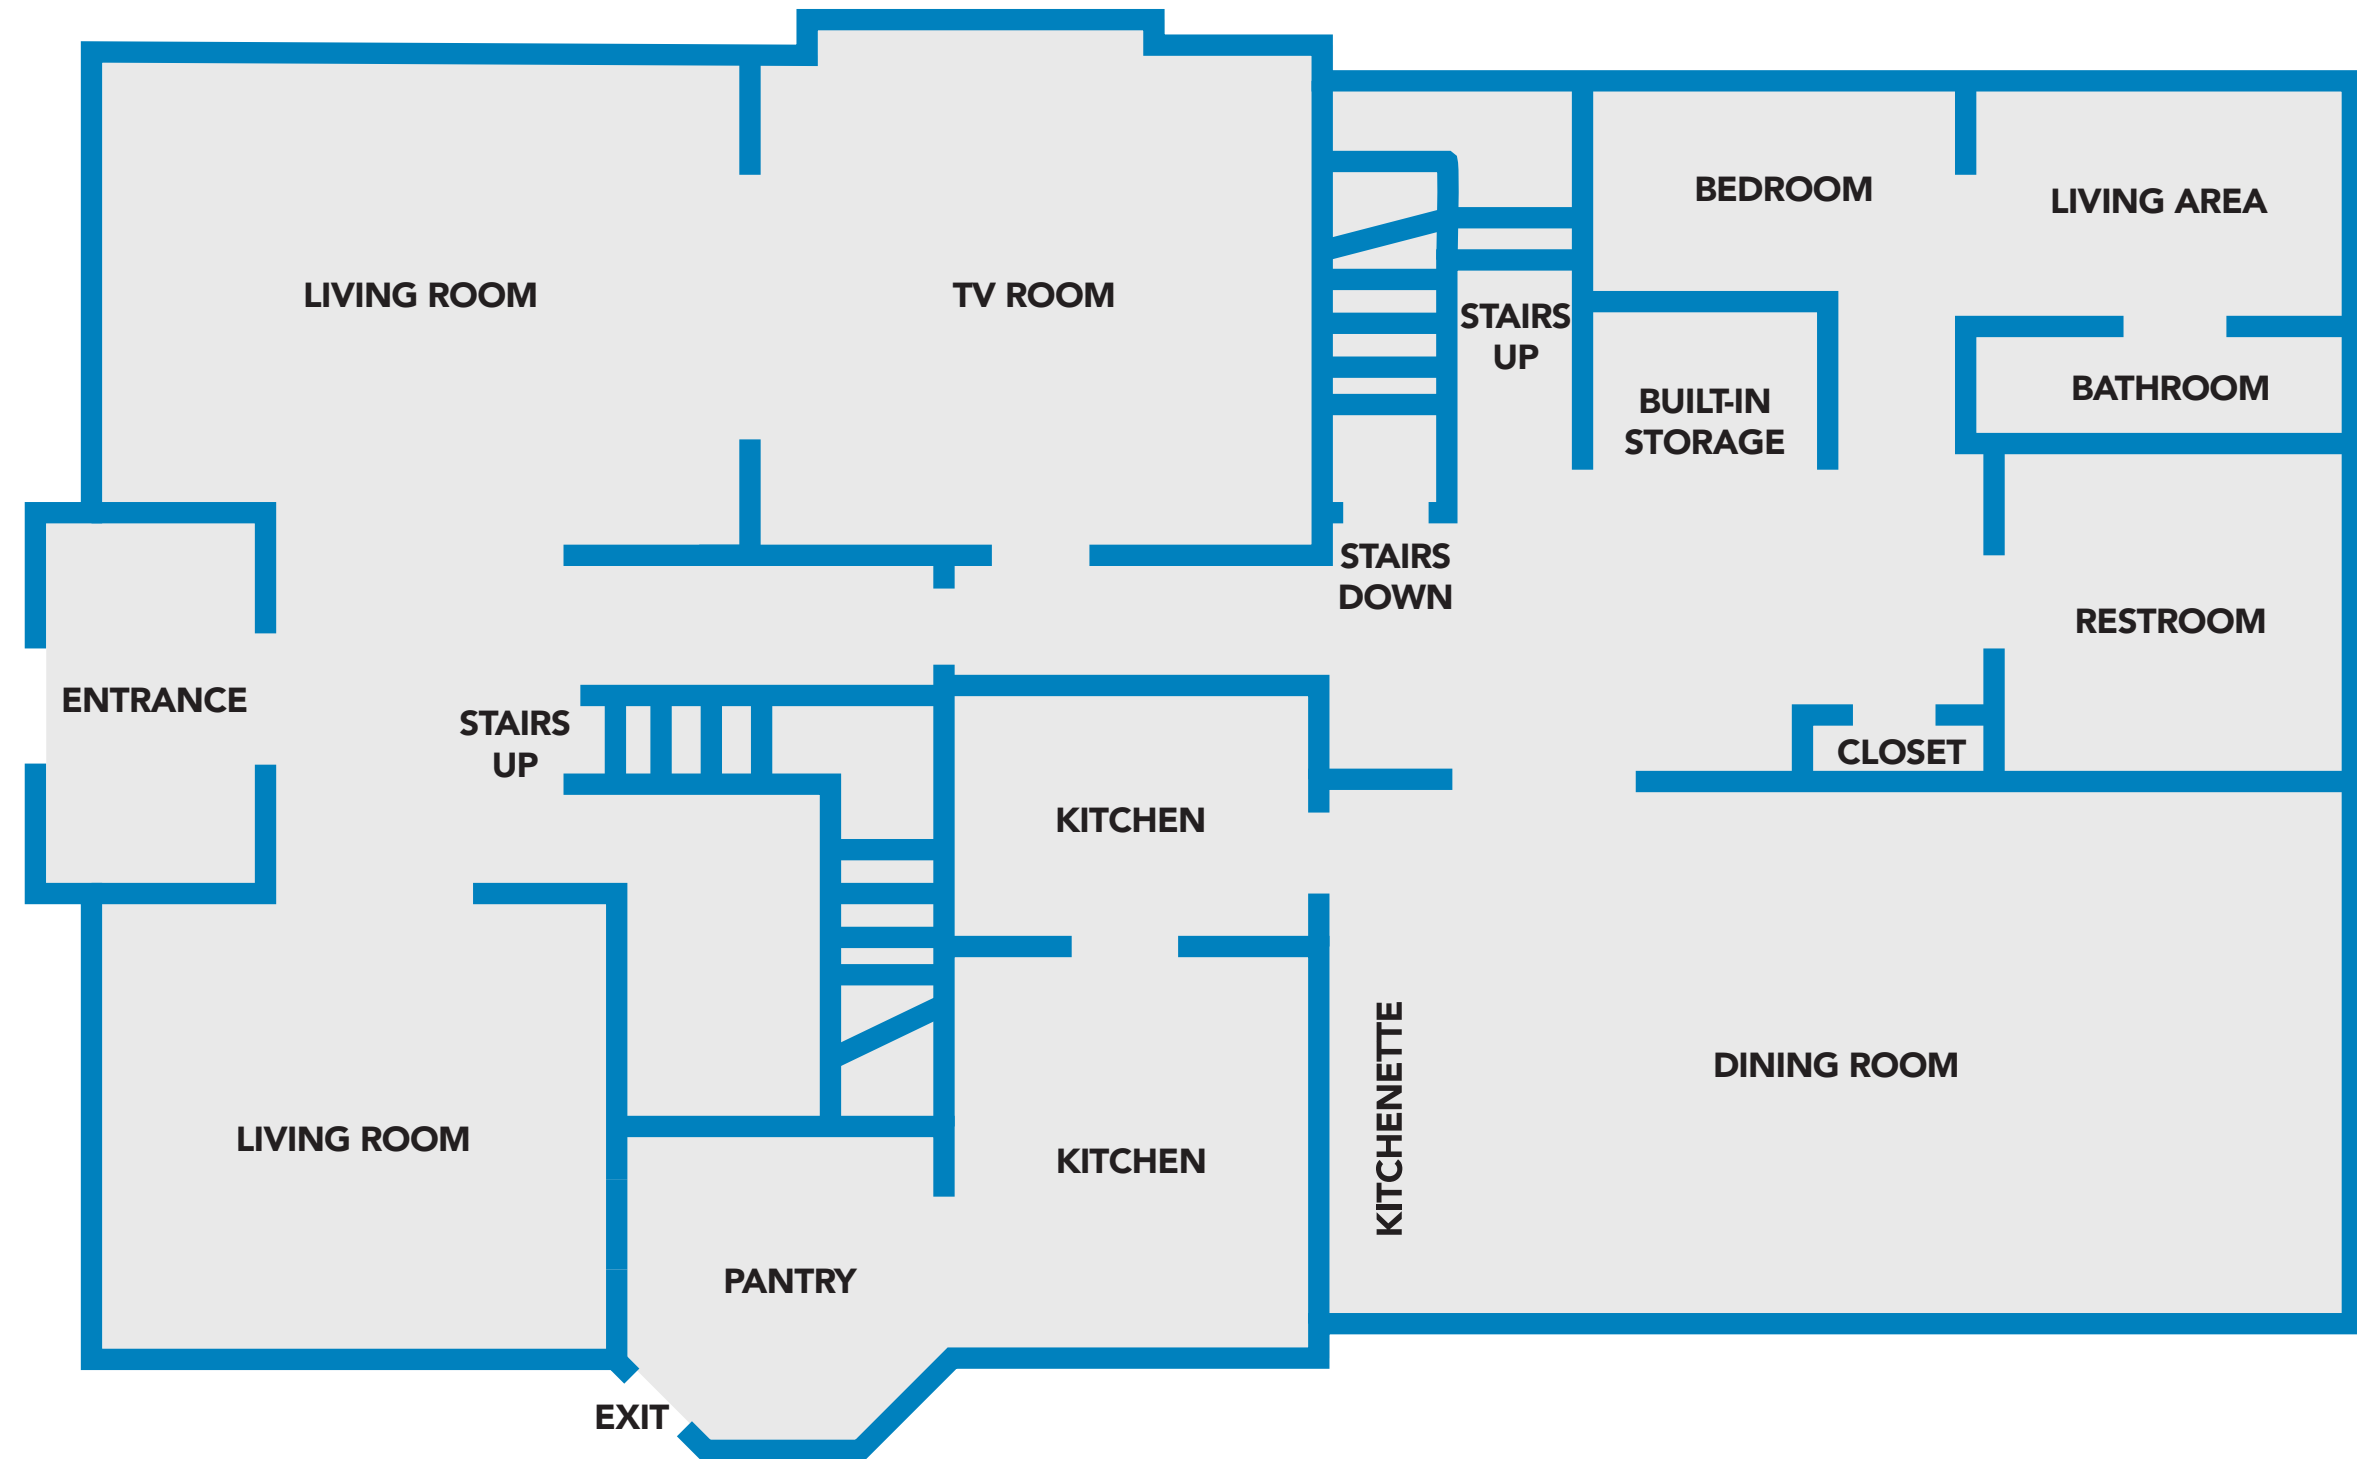 BEDROOM
LIVING AREA
LIVING ROOM
TV ROOM
STAIRS
UP
BUILT-IN
STORAGE
BATHROOM
STAIRS
DOWN
RESTROOM
ENTRANCE
STAIRS
UP
CLOSET
KITCHEN
KITCHENETTE
DINING ROOM
LIVING ROOM
KITCHEN
PANTRY
EXIT